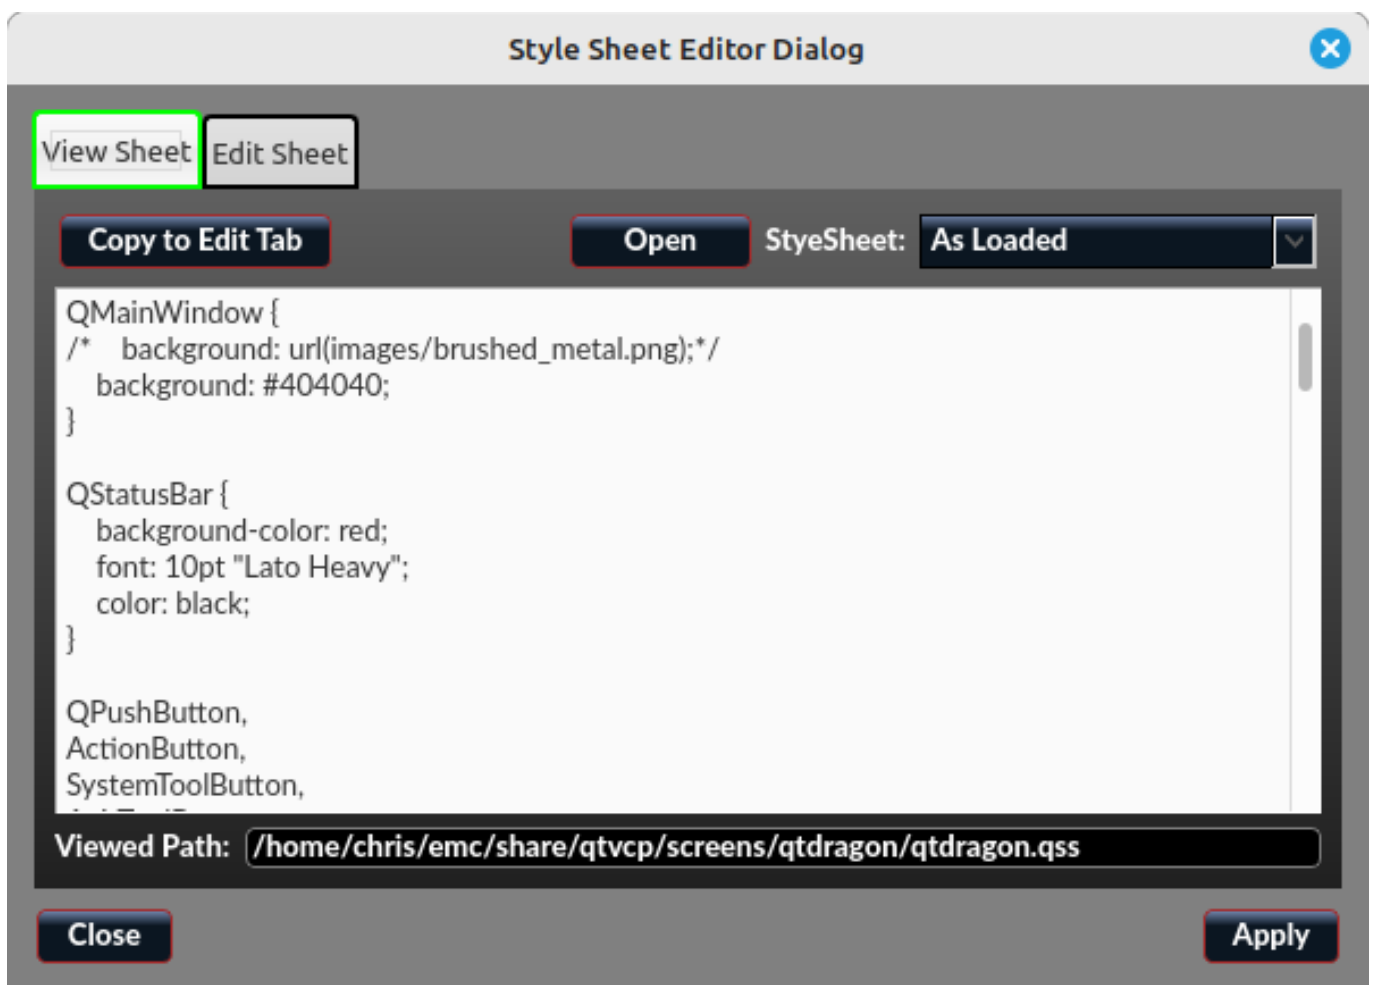 Style Sheet Editor Dialog
View Sheet Edit Sheet
Copy to Edit Tab Open StyeSheet: As Loaded
QMainWindow {
/*    background: url(images/brushed_metal.png);*/
    background: #404040;
}
QStatusBar {
    background-color: red;
    font: 10pt "Lato Heavy";
    color: black;
}
QPushButton,
ActionButton,
SystemToolButton,
Viewed Path: /home/chris/emc/share/qtvcp/screens/qtdragon/qtdragon.qss
Close Apply